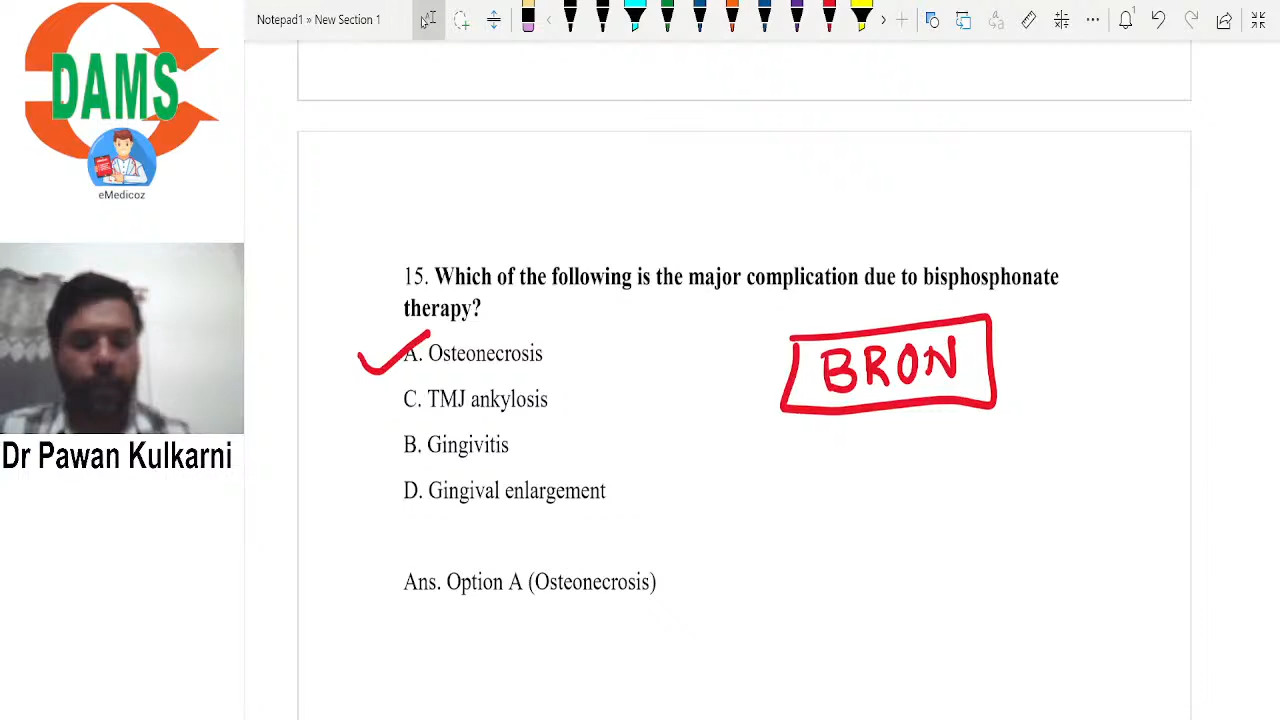 Notepad1 » New Section 1
DAMS
eMedicoz
Dr Pawan Kulkarni
15. Which of the following is the major complication due to bisphosphonate
therapy?
A. Osteonecrosis
BRON
C. TMJ ankylosis
B. Gingivitis
D. Gingival enlargement
Ans. Option A (Osteonecrosis)